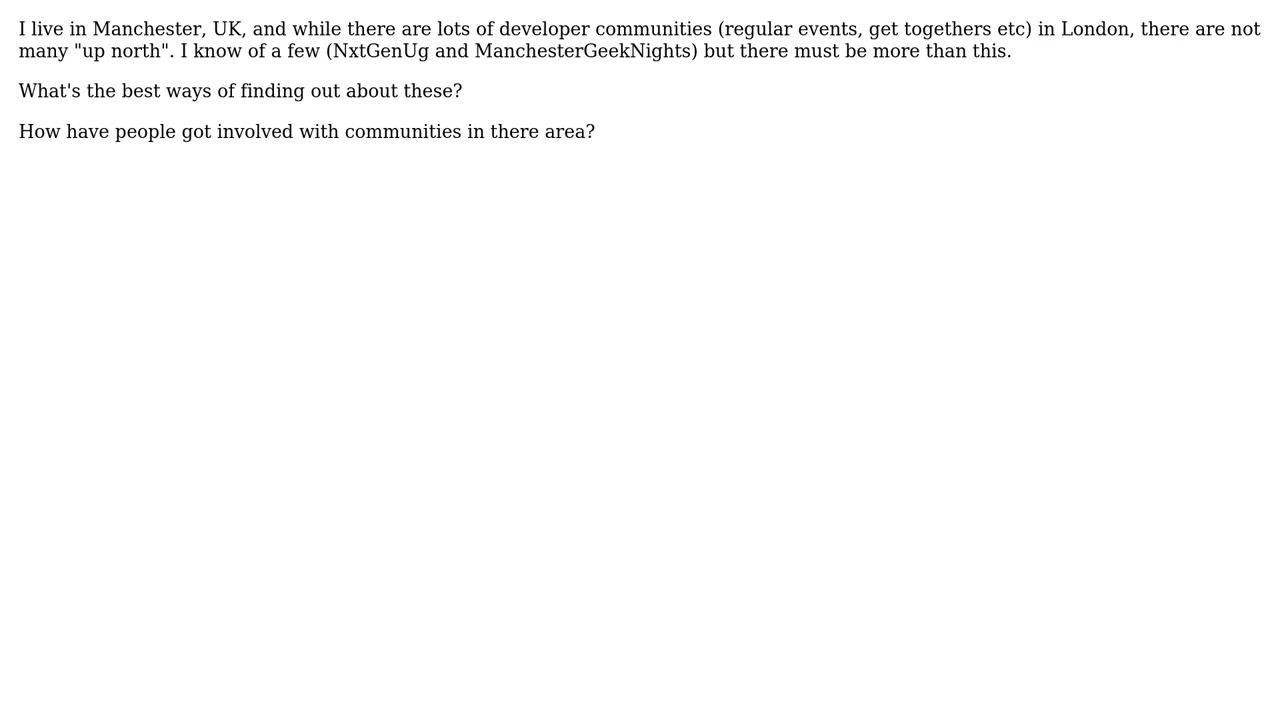 I live in Manchester, UK, and while there are lots of developer communities (regular events, get togethers etc) in London, there are not
many "up north". I know of a few (NxtGenUg and ManchesterGeekNights) but there must be more than this.
What's the best ways of finding out about these?
How have people got involved with communities in there area?